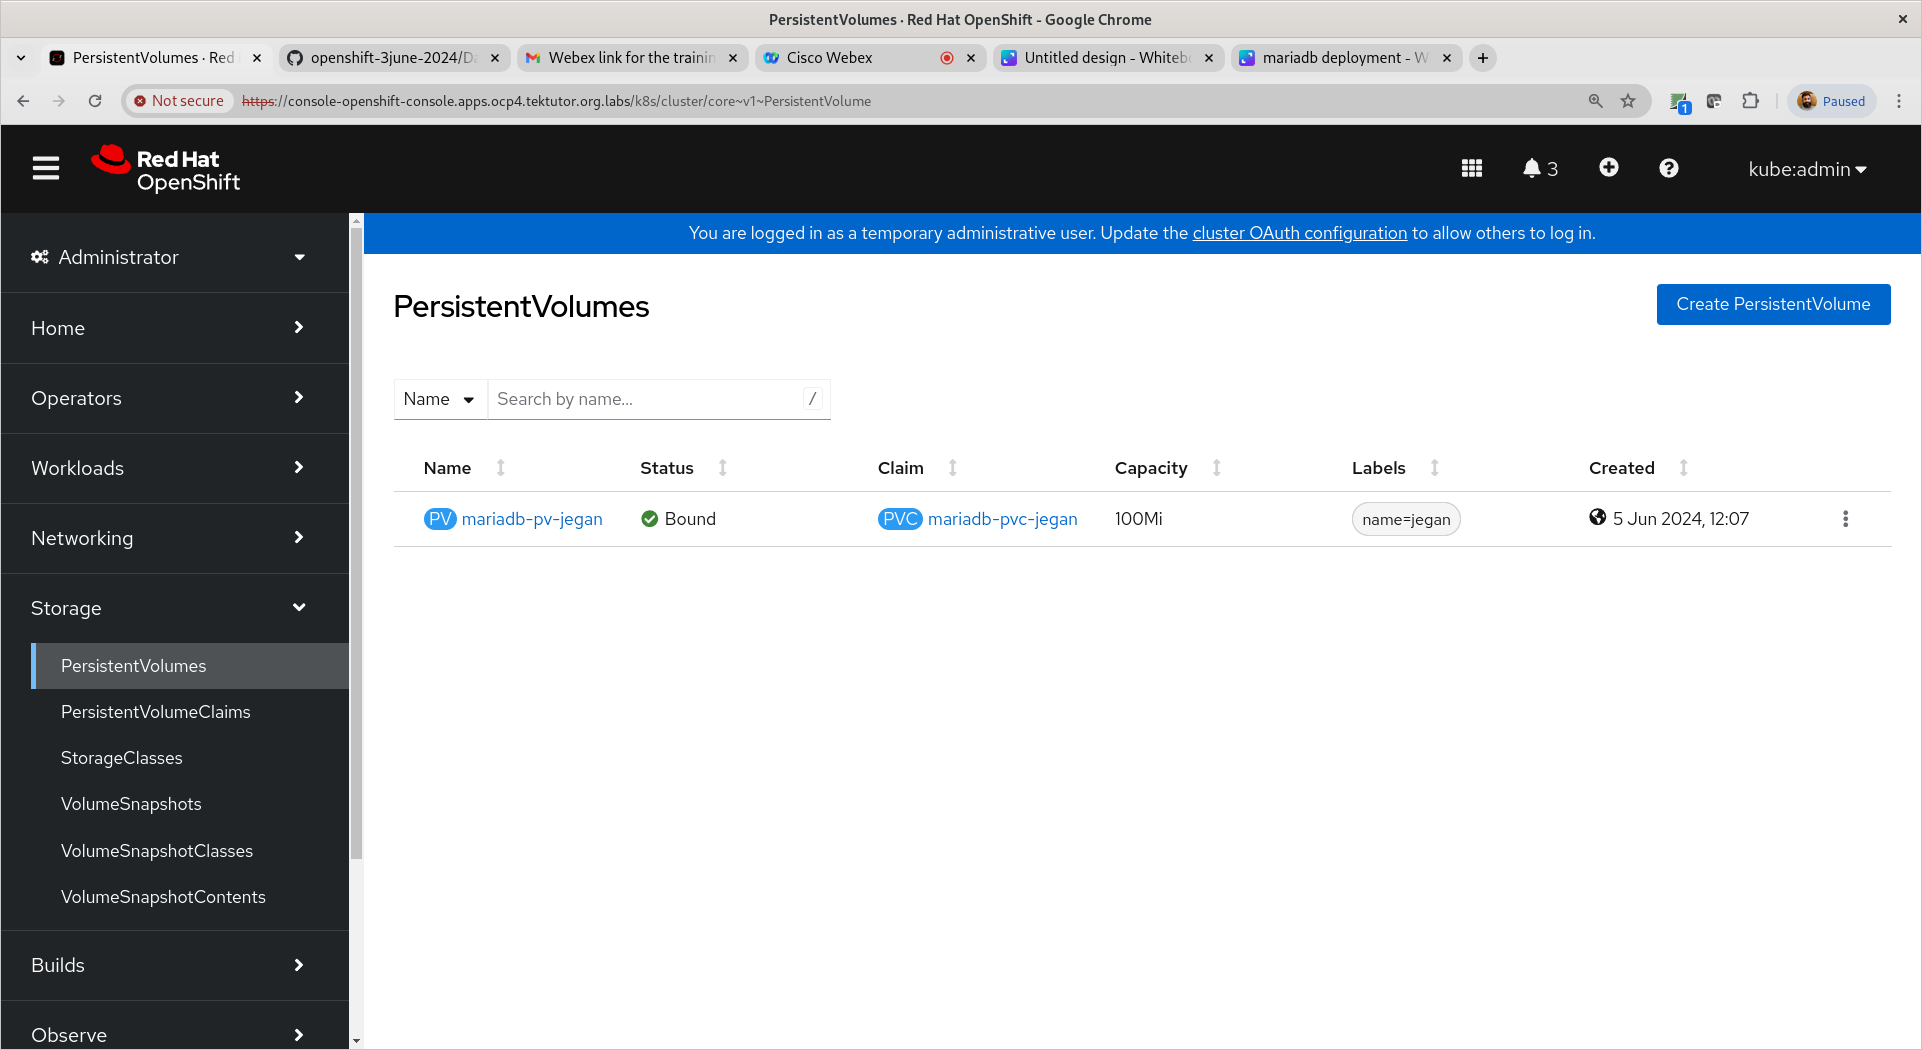 PersistentVolumes · Red Hat OpenShift - Google Chrome
PersistentVolumes · Red
openshift-3june-2024/Da
Webex link for the trainin
Cisco Webex
Untitled design - Whitebo
mariadb deployment - W
Not secure
https://console-openshift-console.apps.ocp4.tektutor.org.labs/k8s/cluster/core~v1~PersistentVolume
1
Paused
Red Hat
OpenShift
3
kube:admin
You are logged in as a temporary administrative user. Update the cluster OAuth configuration to allow others to log in.
Administrator
Home
Operators
Workloads
Networking
Storage
PersistentVolumes
PersistentVolumeClaims
StorageClasses
VolumeSnapshots
VolumeSnapshotClasses
VolumeSnapshotContents
Builds
Observe
PersistentVolumes
Create PersistentVolume
Name
Search by name...
/
Name Status Claim Capacity Labels Created
PV mariadb-pv-jegan Bound PVC mariadb-pvc-jegan 100Mi name=jegan 5 Jun 2024, 12:07